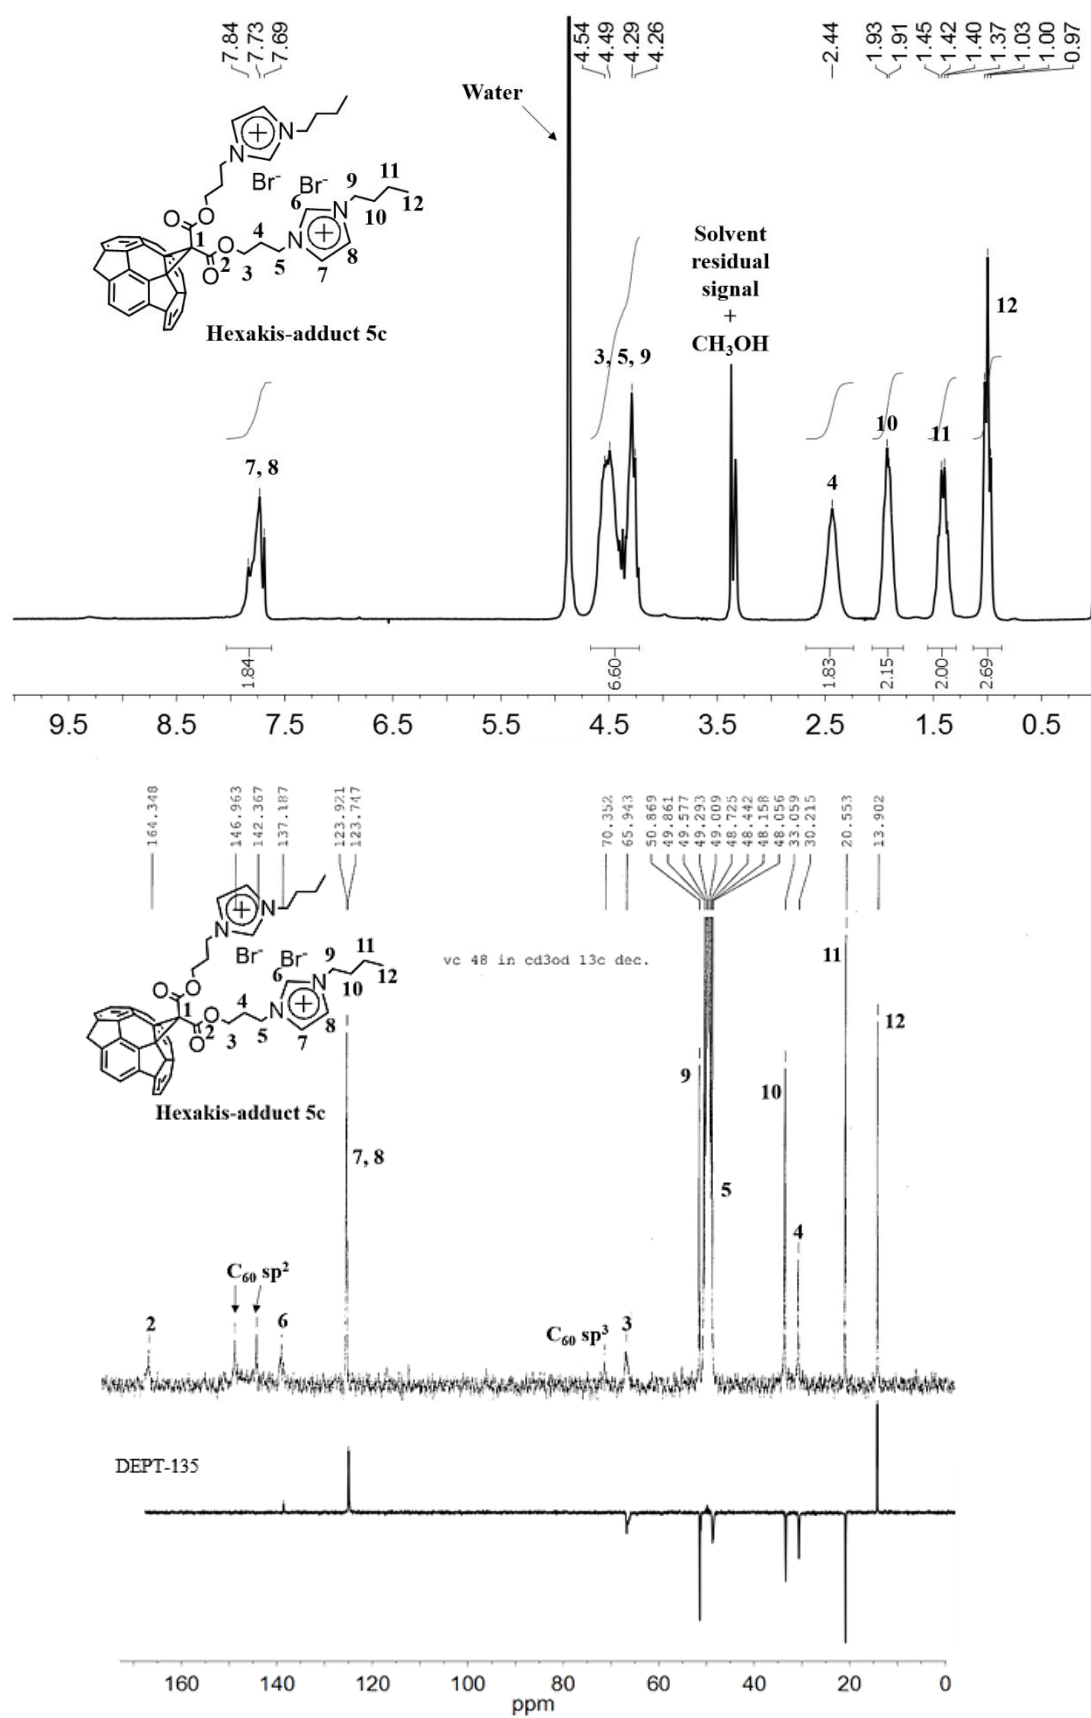 7.84
7.73
7.69
4.54
4.49
4.29
4.26
2.44
1.93
1.91
1.45
1.42
1.40
1.37
1.03
1.00
0.97
Water
N
+
N
O
O
Br-
Br-
9
11
12
6
N
10
4
1
O
N
+
8
2
O
3
5
7
Hexakis-adduct 5c
Solvent
residual
signal
+
CH3OH
7, 8
3, 5, 9
4
10
11
12
1.84
6.60
1.83
2.15
2.00
2.69
9.5 8.5 7.5 6.5 5.5 4.5 3.5 2.5 1.5 0.5
164.348
146.963
142.367
137.187
123.921
123.747
70.352
65.943
50.869
49.861
49.577
49.293
49.009
48.725
48.442
48.158
48.056
33.059
30.215
20.553
13.902
N
+
N
O
O
Br-
Br-
9
11
12
6
N
10
4
1
O
N
+
8
2
O
3
5
7
Hexakis-adduct 5c
vc 48 in cd3od 13c dec.
2
C60 sp2
6
7, 8
C60 sp3
3
9
5
10
4
11
12
DEPT-135
160 140 120 100 80 60 40 20 0
ppm